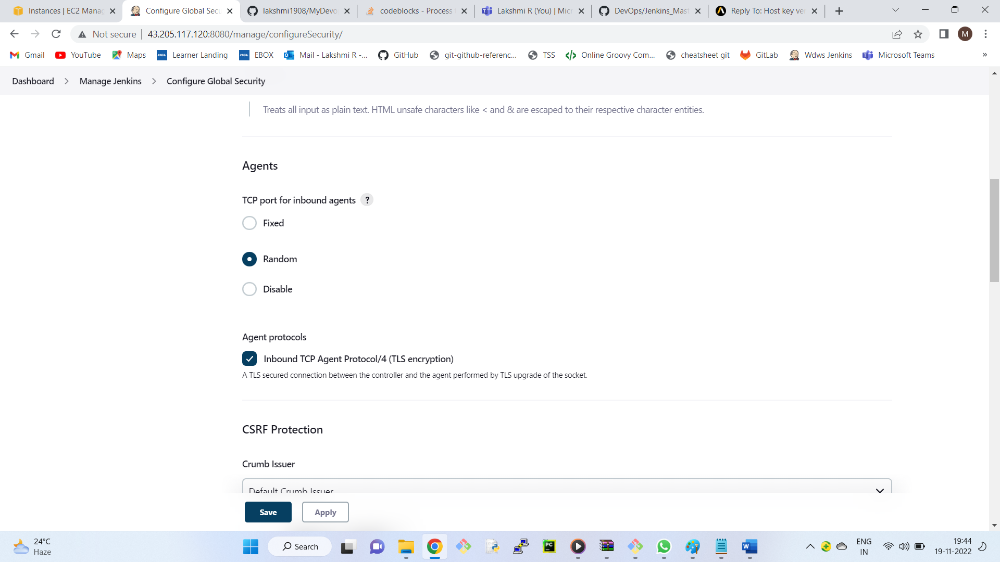 Instances | EC2 Manag
Configure Global Secu
lakshmi1908/MyDevo
codeblocks - Process
Lakshmi R (You) | Micr
DevOps/Jenkins_Mast
Reply To: Host key ver
Not secure
43.205.117.120:8080/manage/configureSecurity/
M
Gmail
YouTube
Maps
HCL
Learner Landing
HCL
EBOX
Mail - Lakshmi R -...
GitHub
git-github-referenc...
TSS
Online Groovy Com...
cheatsheet git
GitLab
Wdws Jenkins
Microsoft Teams
»
Dashboard > Manage Jenkins > Configure Global Security
Treats all input as plain text. HTML unsafe characters like < and & are escaped to their respective character entities.
Agents
TCP port for inbound agents ?
Fixed
Random
Disable
Agent protocols
Inbound TCP Agent Protocol/4 (TLS encryption)
A TLS secured connection between the controller and the agent performed by TLS upgrade of the socket.
CSRF Protection
Crumb Issuer
Default Crumb Issuer
Save
Apply
24°C
Haze
Search
PC
W
ENG
IN
19:44
19-11-2022